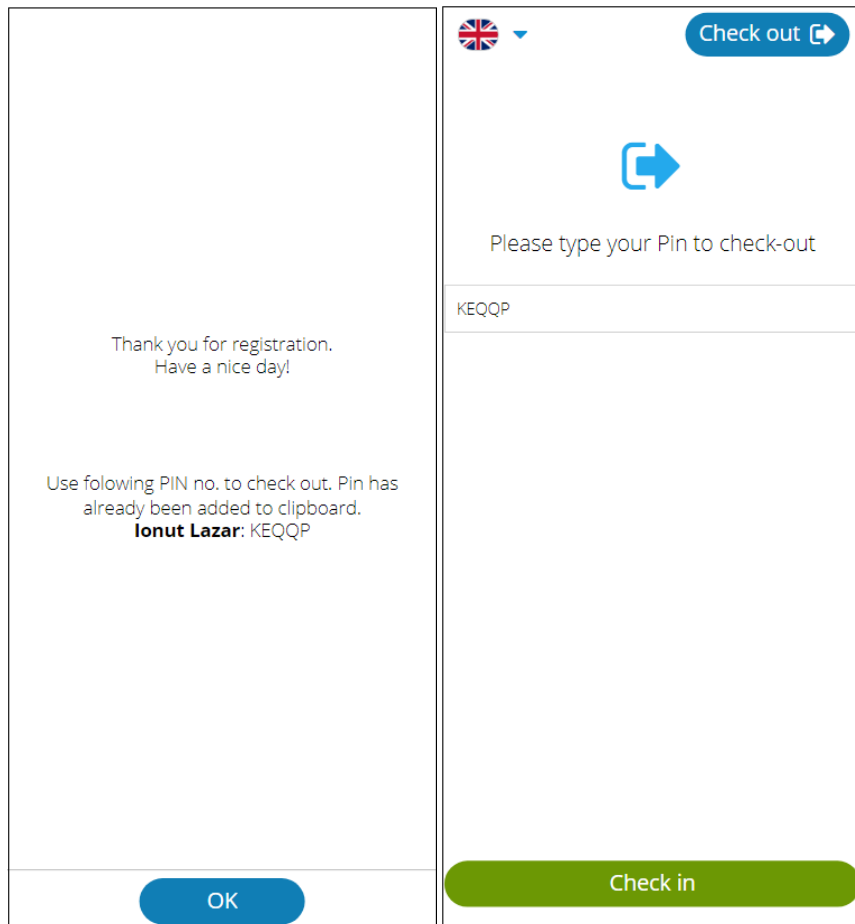 Thank you for registration.
Have a nice day!
Use folowing PIN no. to check out. Pin has
already been added to clipboard.
Ionut Lazar: KEQQP
OK
Check out
Please type your Pin to check-out
KEQQP
Check in